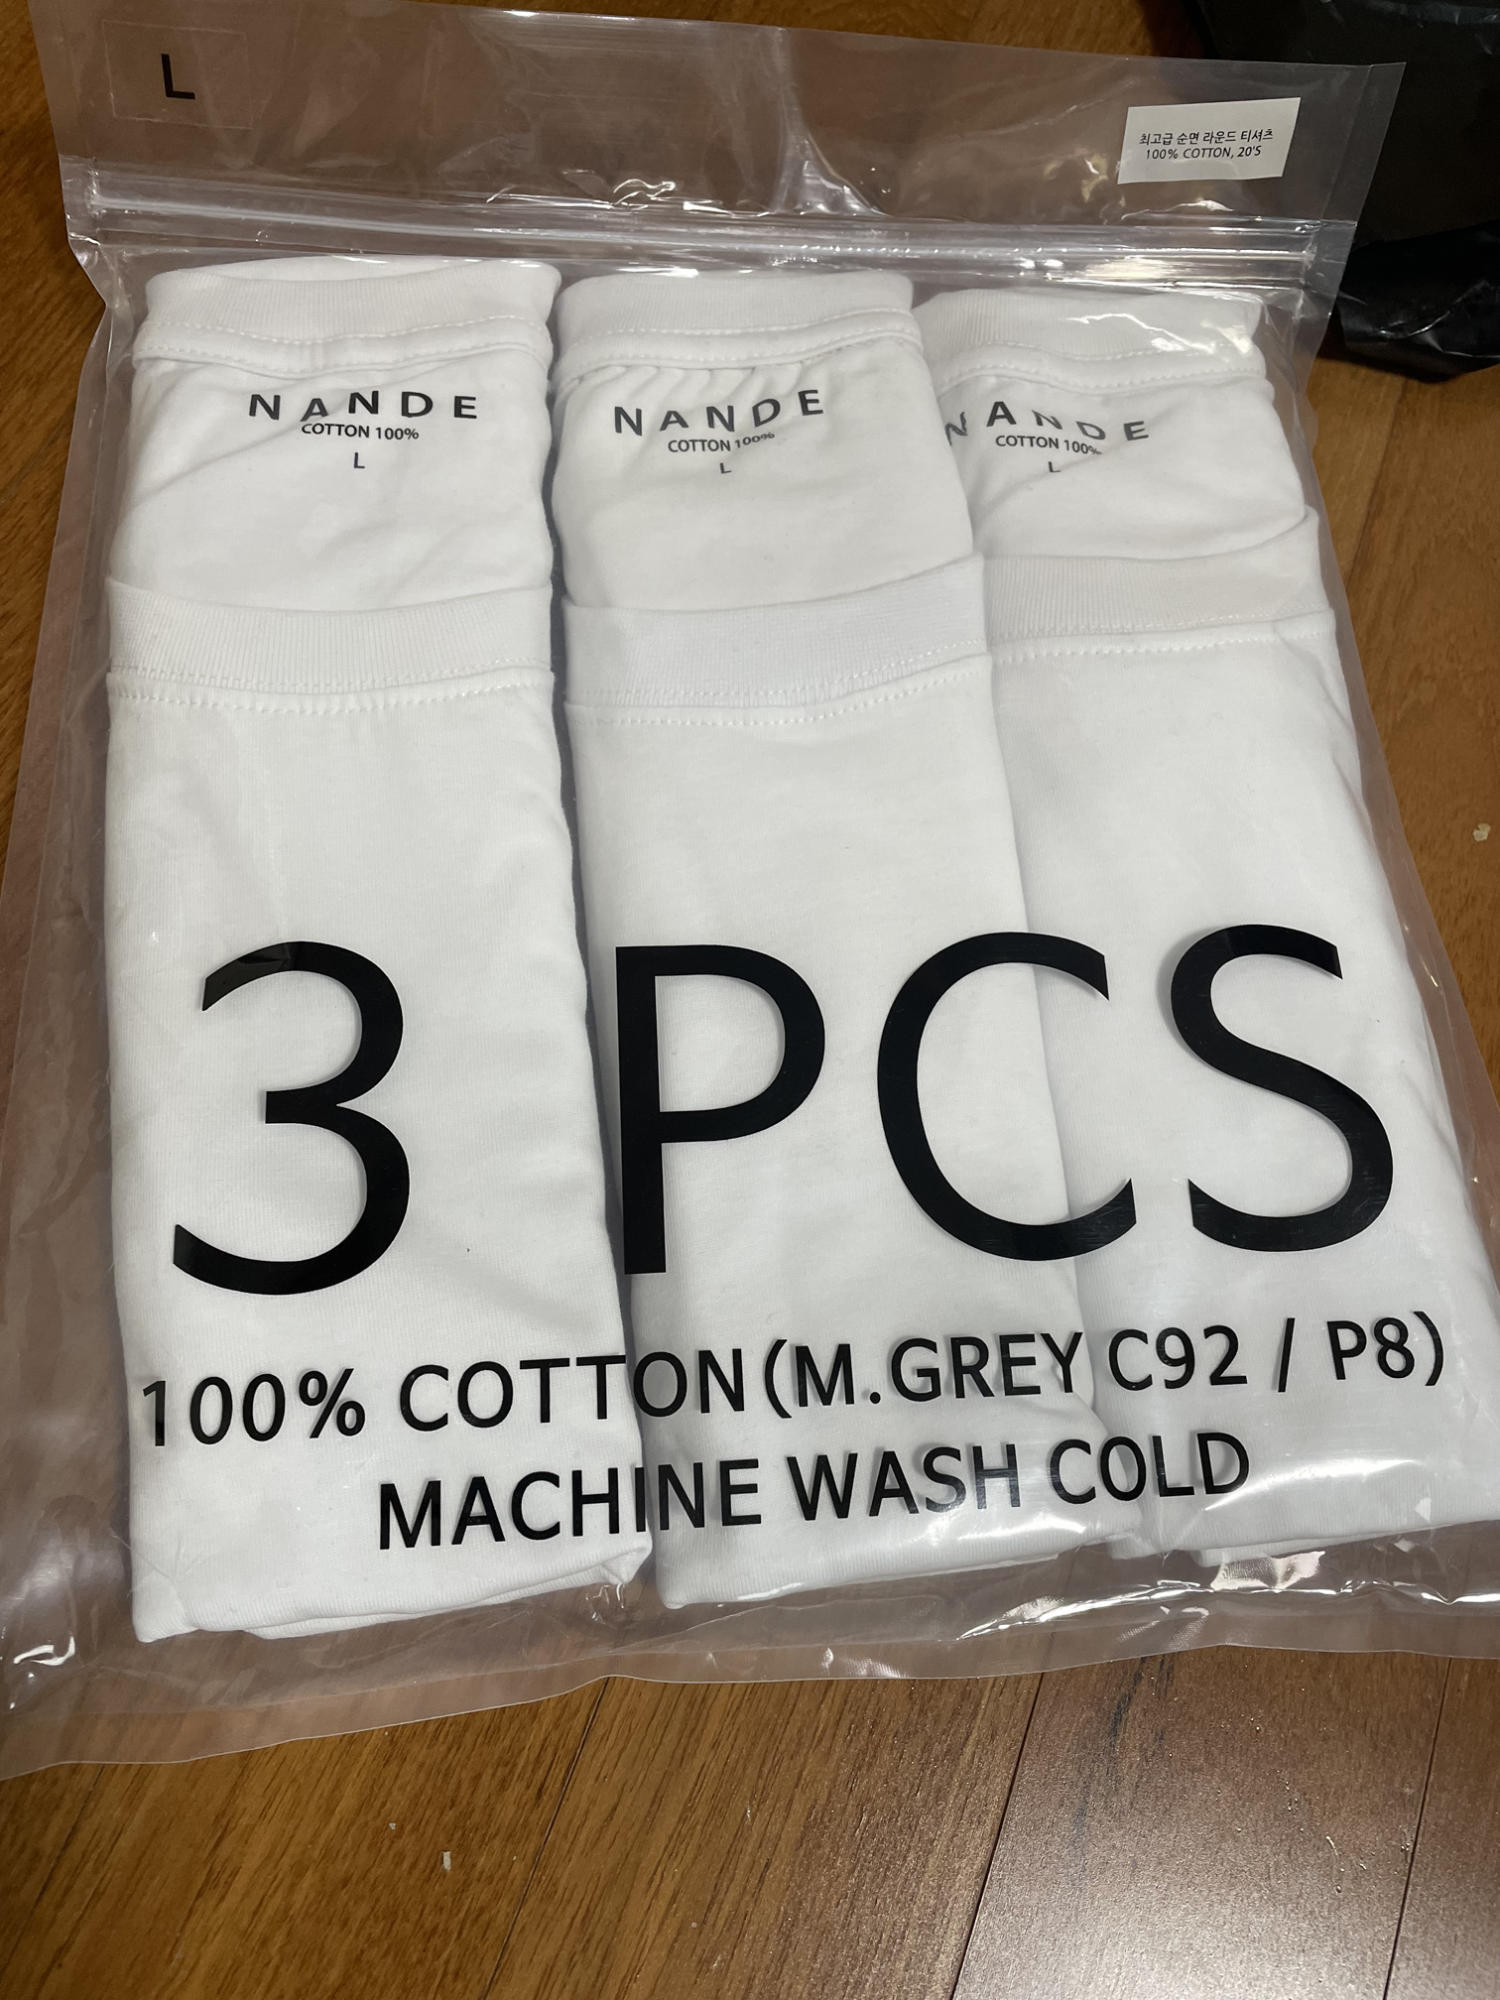 L
최고급 순면 라운드 티셔츠
100% COTTON, 20'S
NANDE
COTTON 100%
L
NANDE
COTTON 100%
L
NANDE
COTTON 100%
L
3 PCS
100% COTTON(M.GREY C92 / P8)
MACHINE WASH COLD